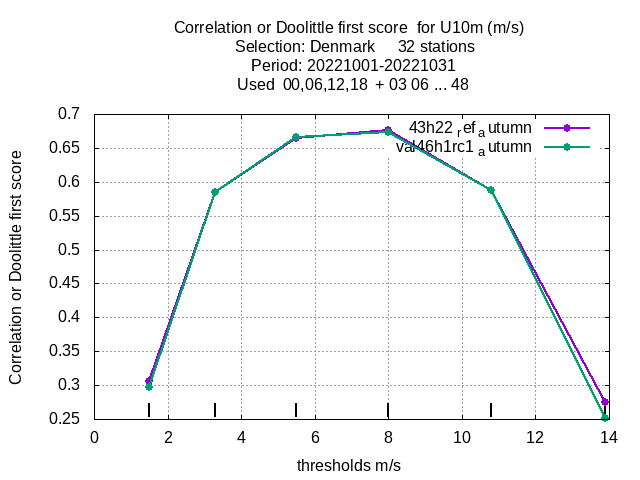 Correlation or Doolittle first score  for U10m (m/s)
Selection: Denmark     32 stations
Period: 20221001-20221031
Used  00,06,12,18  + 03 06 ... 48
43h22 ref autumn
val46h1rc1 autumn
0.7
0.65
0.6
0.55
0.5
0.45
0.4
0.35
0.3
0.25
Correlation or Doolittle first score
0 2 4 6 8 10 12 14
thresholds m/s